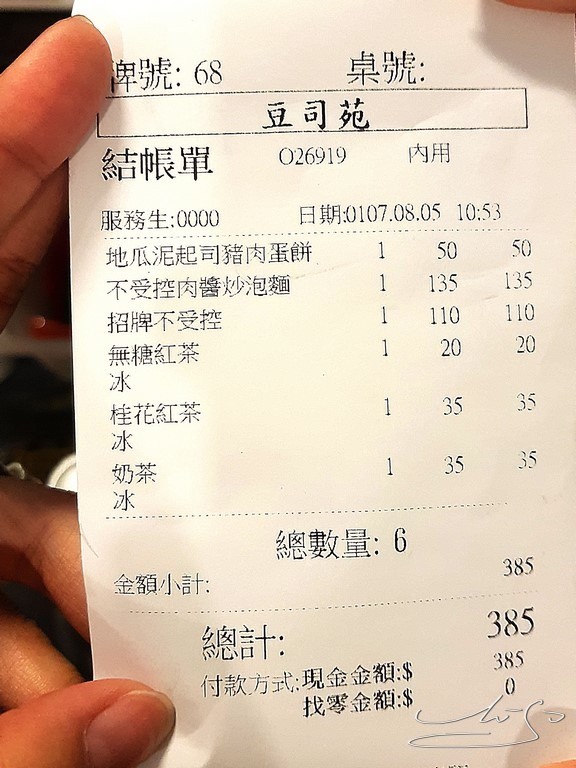 牌號: 68 桌號:
豆司苑
結帳單 O26919 內用
服務生:0000 日期:0107.08.05 10:53
地瓜泥起司豬肉蛋餅 1 50 50
不受控肉醬炒泡麵 1 135 135
招牌不受控 1 110 110
無糖紅茶 1 20 20
冰
桂花紅茶 1 35 35
冰
奶茶 1 35 35
冰
總數量: 6
金額小計: 385
總計: 385
付款方式:現金金額:$ 385
找零金額:$ 0